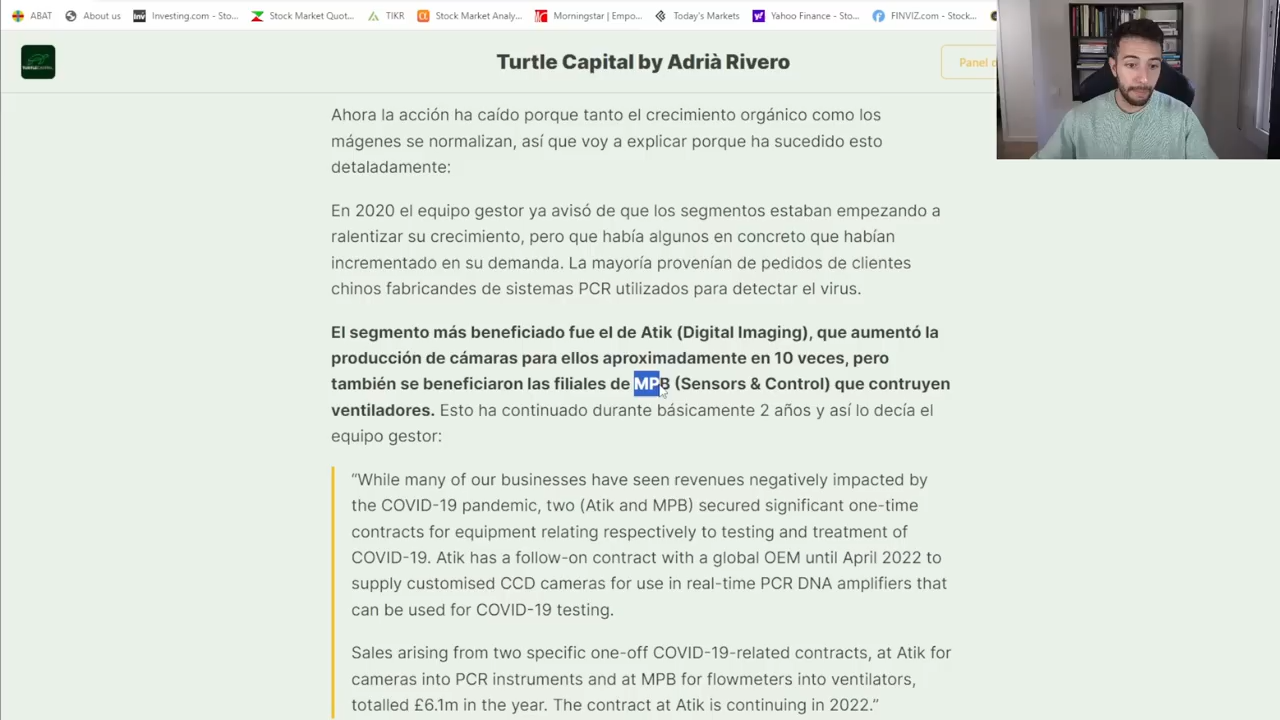 ABAT About us Investing.com - Sto... Stock Market Quot... TIKR Stock Market Analy... Morningstar | Empo... Today's Markets Yahoo Finance - Sto... FINVIZ.com - Stock...
Turtle Capital by Adrià Rivero
Panel d
Ahora la acción ha caído porque tanto el crecimiento orgánico como los
mágenes se normalizan, así que voy a explicar porque ha sucedido esto
detaladamente:
En 2020 el equipo gestor ya avisó de que los segmentos estaban empezando a
ralentizar su crecimiento, pero que había algunos en concreto que habían
incrementado en su demanda. La mayoría provenían de pedidos de clientes
chinos fabricandes de sistemas PCR utilizados para detectar el virus.
El segmento más beneficiado fue el de Atik (Digital Imaging), que aumentó la
producción de cámaras para ellos aproximadamente en 10 veces, pero
también se beneficiaron las filiales de MPB (Sensors & Control) que contruyen
ventiladores. Esto ha continuado durante básicamente 2 años y así lo decía el
equipo gestor:
“While many of our businesses have seen revenues negatively impacted by
the COVID-19 pandemic, two (Atik and MPB) secured significant one-time
contracts for equipment relating respectively to testing and treatment of
COVID-19. Atik has a follow-on contract with a global OEM until April 2022 to
supply customised CCD cameras for use in real-time PCR DNA amplifiers that
can be used for COVID-19 testing.
Sales arising from two specific one-off COVID-19-related contracts, at Atik for
cameras into PCR instruments and at MPB for flowmeters into ventilators,
totalled £6.1m in the year. The contract at Atik is continuing in 2022.”